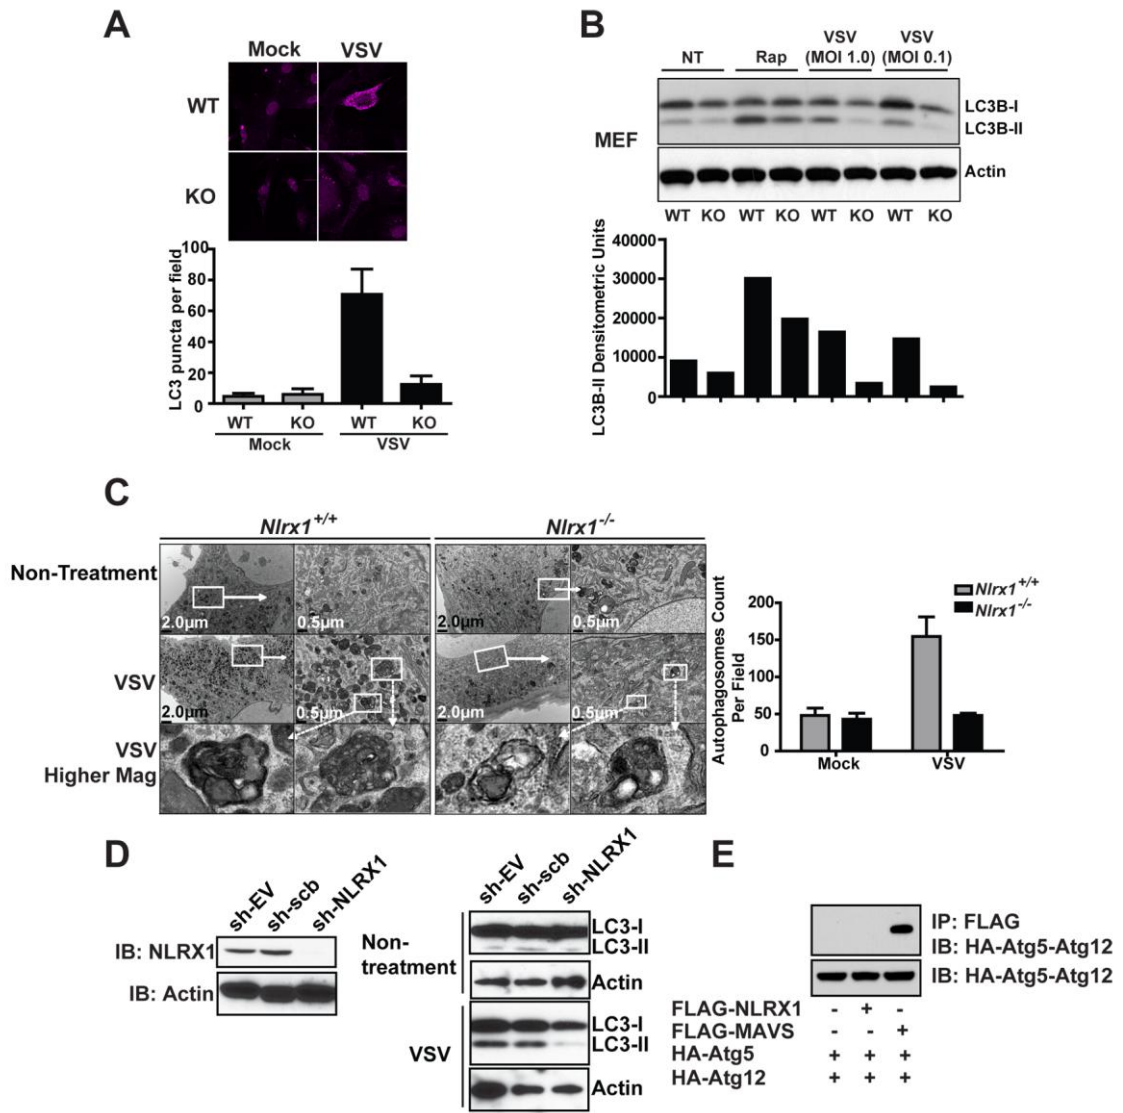 A
Mock VSV
WT
KO
LC3 puncta per field
100
80
60
40
20
0
WT KO WT KO
Mock VSV
B
NT Rap VSV (MOI 1.0) VSV (MOI 0.1)
MEF
LC3B-I
LC3B-II
Actin
WT KO WT KO WT KO WT KO
LC3B-II Densitometric Units
40000
30000
20000
10000
0
C
Nlrx1+/+ Nlrx1-/-
Non-Treatment
2.0μm 0.5μm 2.0μm 0.5μm
VSV
2.0μm 0.5μm 2.0μm 0.5μm
VSV
Higher Mag
Autophagosomes Count
Per Field
200
150
100
50
0
Nlrx1+/+
Nlrx1-/-
Mock VSV
D
sh-EV sh-scb sh-NLRX1
IB: NLRX1
IB: Actin
sh-EV sh-scb sh-NLRX1
Non-
treatment
LC3-I
LC3-II
Actin
VSV
LC3-I
LC3-II
Actin
E
IP: FLAG
IB: HA-Atg5-Atg12
IB: HA-Atg5-Atg12
FLAG-NLRX1 - + -
FLAG-MAVS - - +
HA-Atg5 + + +
HA-Atg12 + + +